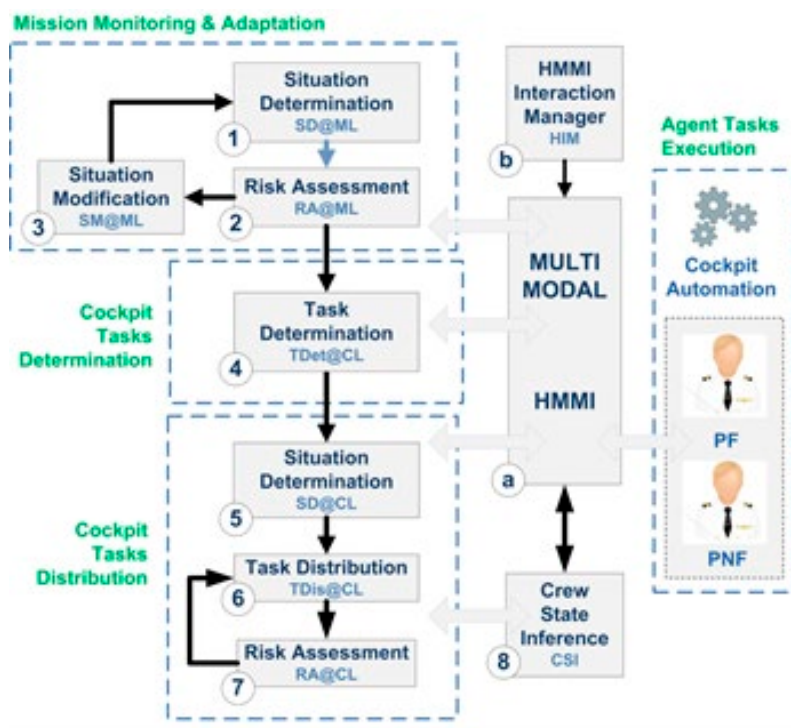 Mission Monitoring & Adaptation
Situation
Determination
SD@ML
1
Situation
Modification
SM@ML
3
Risk Assessment
RA@ML
2
Cockpit
Tasks
Determination
Task
Determination
TDet@CL
4
Cockpit
Tasks
Distribution
Situation
Determination
SD@CL
5
Task Distribution
TDis@CL
6
Risk Assessment
RA@CL
7
HMMI
Interaction
Manager
HIM
b
MULTI
MODAL
HMMI
a
Crew
State
Inference
CSI
8
Agent Tasks
Execution
Cockpit
Automation
PF
PNF